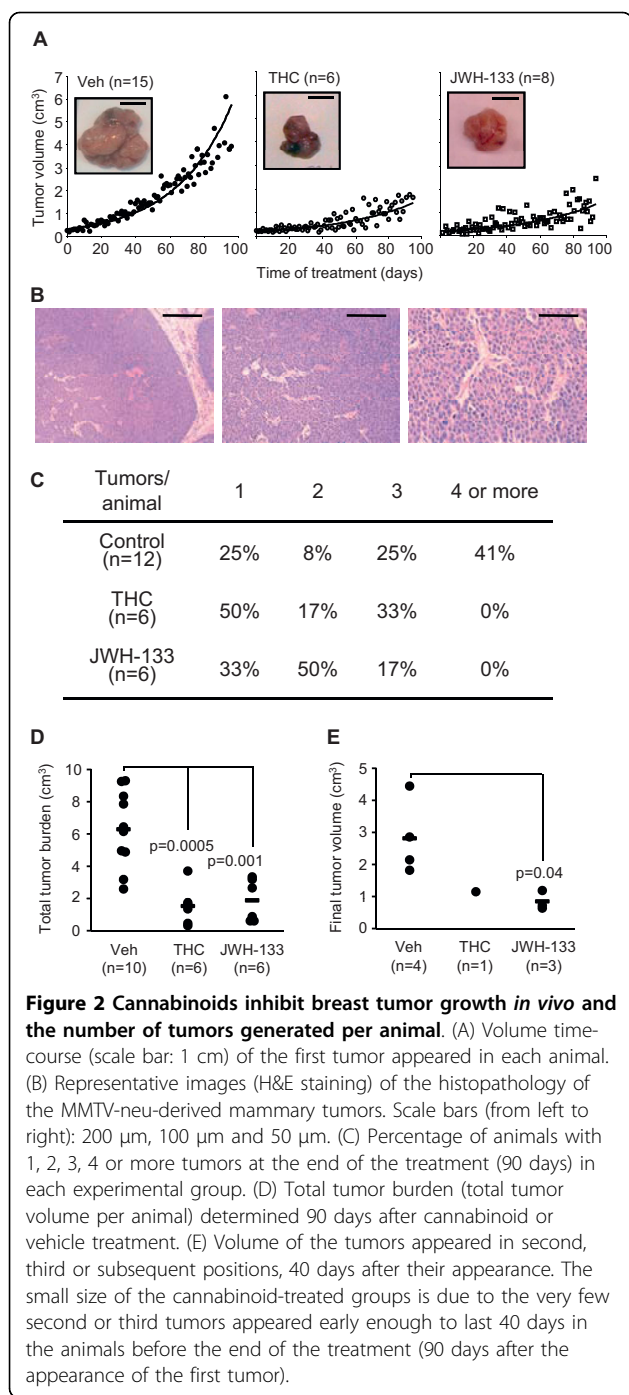 A
Veh (n=15)
THC (n=6)
JWH-133 (n=8)
Tumor volume (cm³)
7
6
5
4
3
2
1
0
0 20 40 60 80 100
20 40 60 80 100
20 40 60 80 100
Time of treatment (days)
B
C
Tumors/ 1 2 3 4 or more
animal
Control 25% 8% 25% 41%
(n=12)
THC 50% 17% 33% 0%
(n=6)
JWH-133 33% 50% 17% 0%
(n=6)
D
Total tumor burden (cm³)
10
8
6
4
2
0
p=0.0005
p=0.001
Veh THC JWH-133
(n=10) (n=6) (n=6)
E
Final tumor volume (cm³)
5
4
3
2
1
0
p=0.04
Veh THC JWH-133
(n=4) (n=1) (n=3)
Figure 2 Cannabinoids inhibit breast tumor growth in vivo and
the number of tumors generated per animal. (A) Volume time-
course (scale bar: 1 cm) of the first tumor appeared in each animal.
(B) Representative images (H&E staining) of the histopathology of
the MMTV-neu-derived mammary tumors. Scale bars (from left to
right): 200 μm, 100 μm and 50 μm. (C) Percentage of animals with
1, 2, 3, 4 or more tumors at the end of the treatment (90 days) in
each experimental group. (D) Total tumor burden (total tumor
volume per animal) determined 90 days after cannabinoid or
vehicle treatment. (E) Volume of the tumors appeared in second,
third or subsequent positions, 40 days after their appearance. The
small size of the cannabinoid-treated groups is due to the very few
second or third tumors appeared early enough to last 40 days in
the animals before the end of the treatment (90 days after the
appearance of the first tumor).